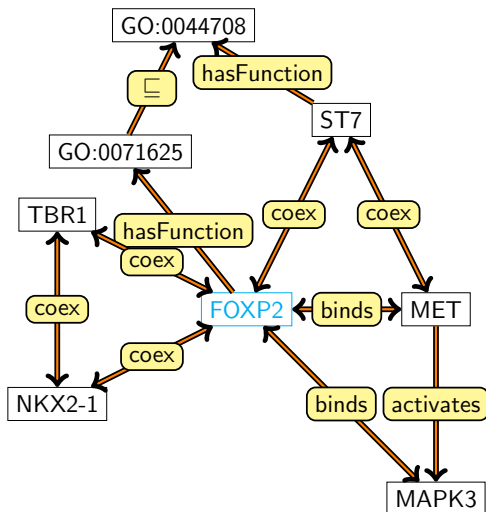 GO:0044708
hasFunction
⊑
ST7
GO:0071625
TBR1
coex
coex
hasFunction
coex
coex
FOXP2
binds
MET
coex
NKX2-1
binds
activates
MAPK3